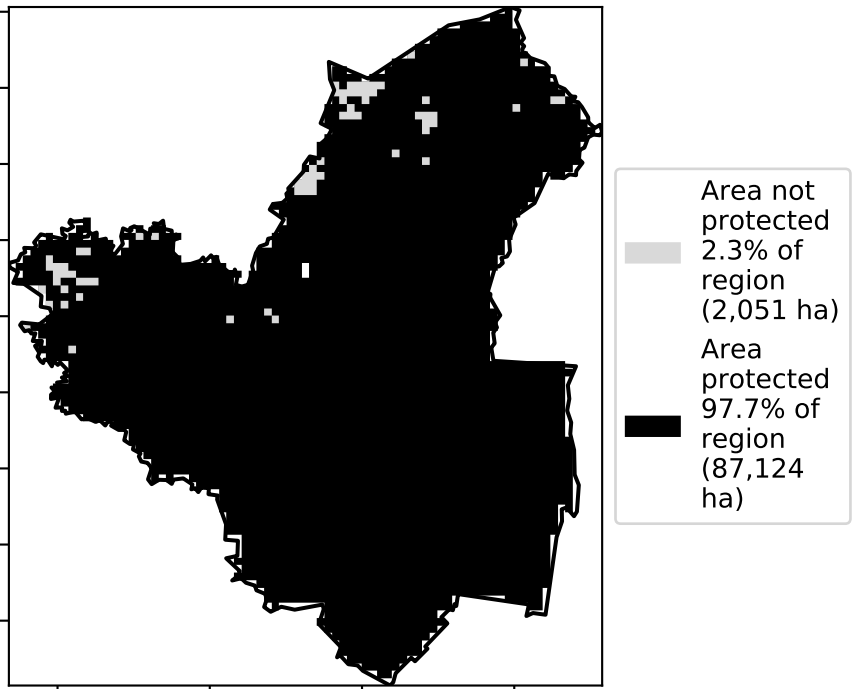 Area not
protected
2.3% of
region
(2,051 ha)
Area
protected
97.7% of
region
(87,124
ha)